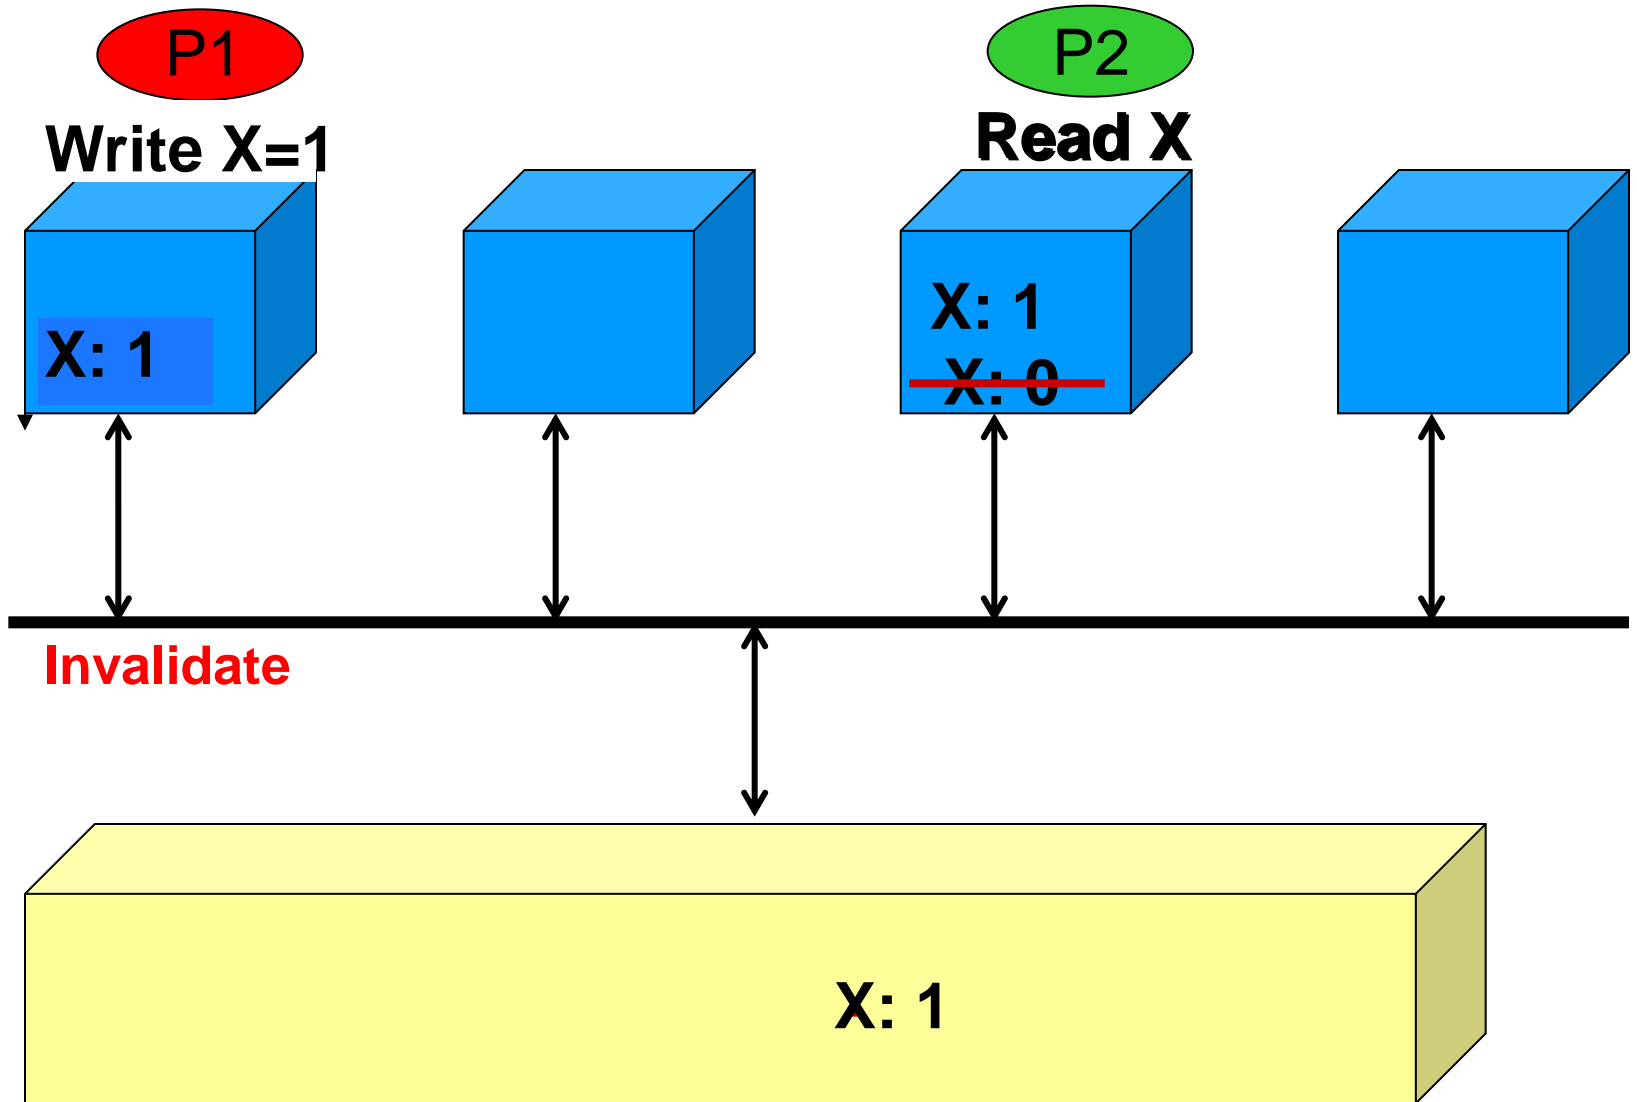 P1
P2
Write X=1
Read X
X: 1
X: 1
X: 0
Invalidate
X: 1